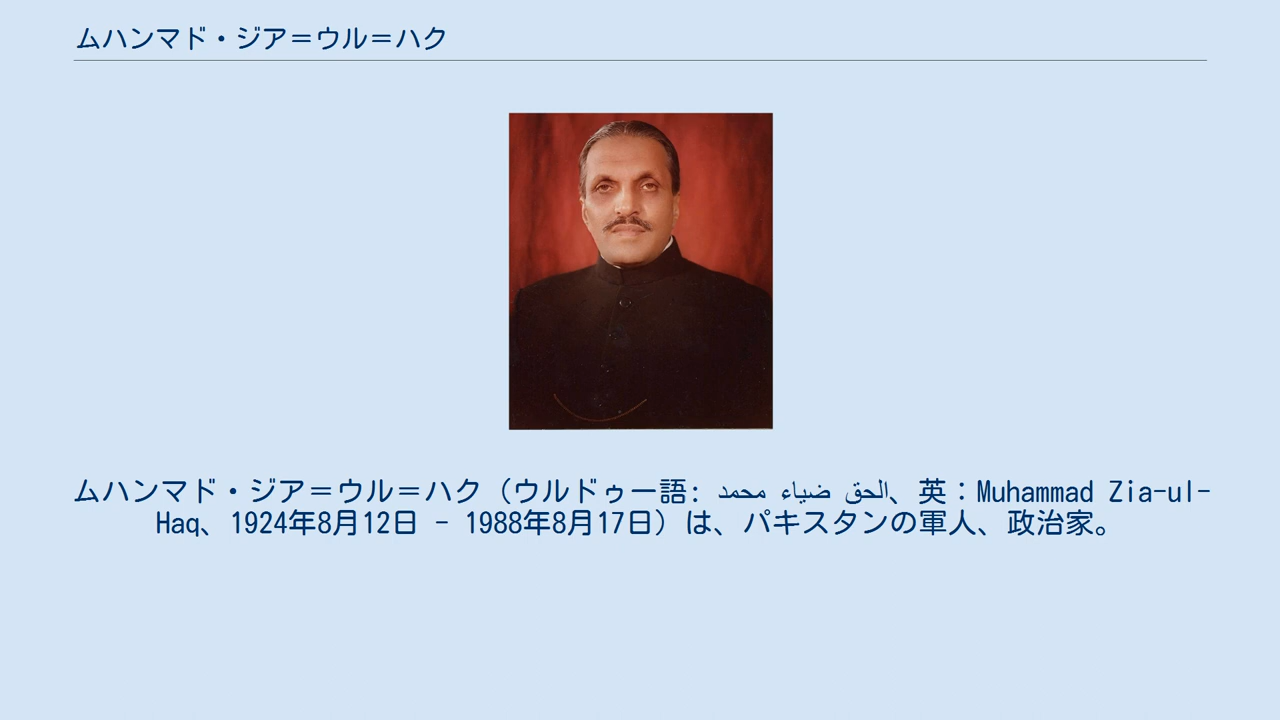 ムハンマド・ジア＝ウル＝ハク
ムハンマド・ジア＝ウル＝ハク（ウルドゥー語: محمد ضیاء الحق、英：Muhammad Zia-ul-
Haq、1924年8月12日 - 1988年8月17日）は、パキスタンの軍人、政治家。